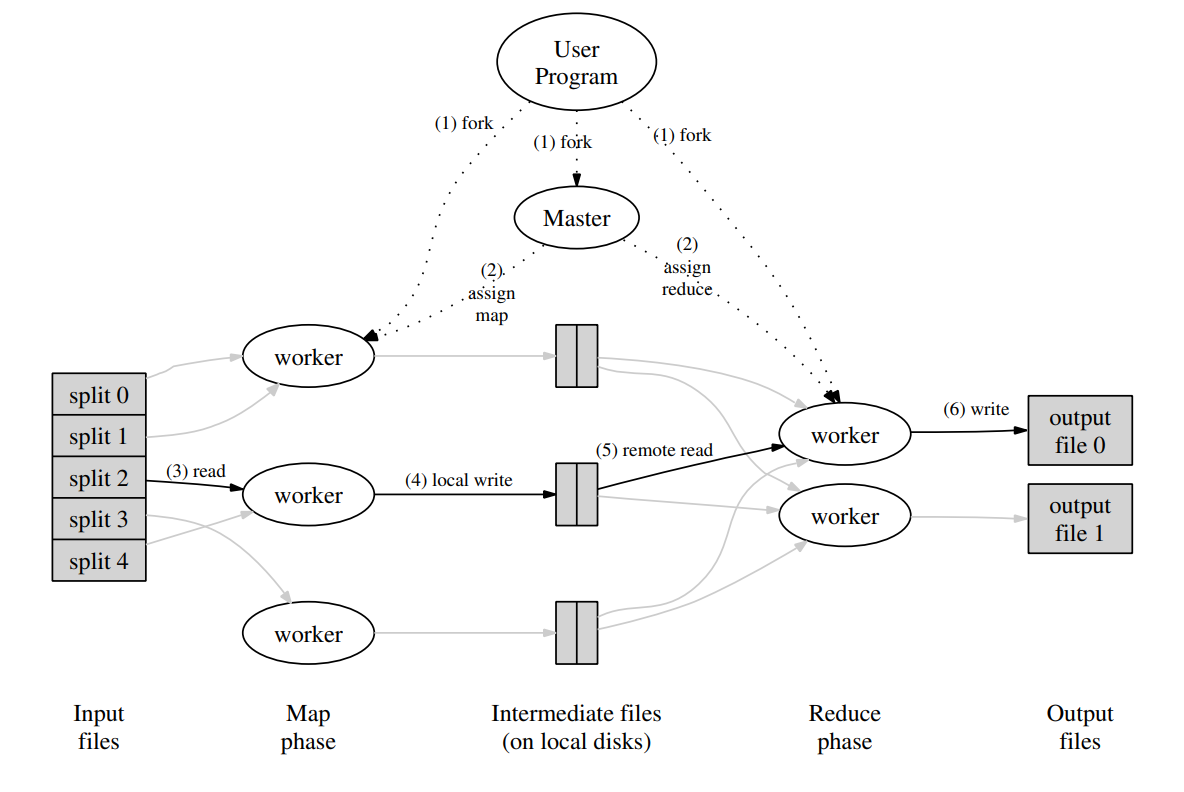 User
Program
(1) fork
(1) fork
(1) fork
Master
(2)
assign
map
(2)
assign
reduce
worker
split 0
split 1
split 2
split 3
split 4
(3) read
worker
(4) local write
worker
(5) remote read
worker
(6) write
output
file 0
worker
output
file 1
Input
files
Map
phase
Intermediate files
(on local disks)
Reduce
phase
Output
files